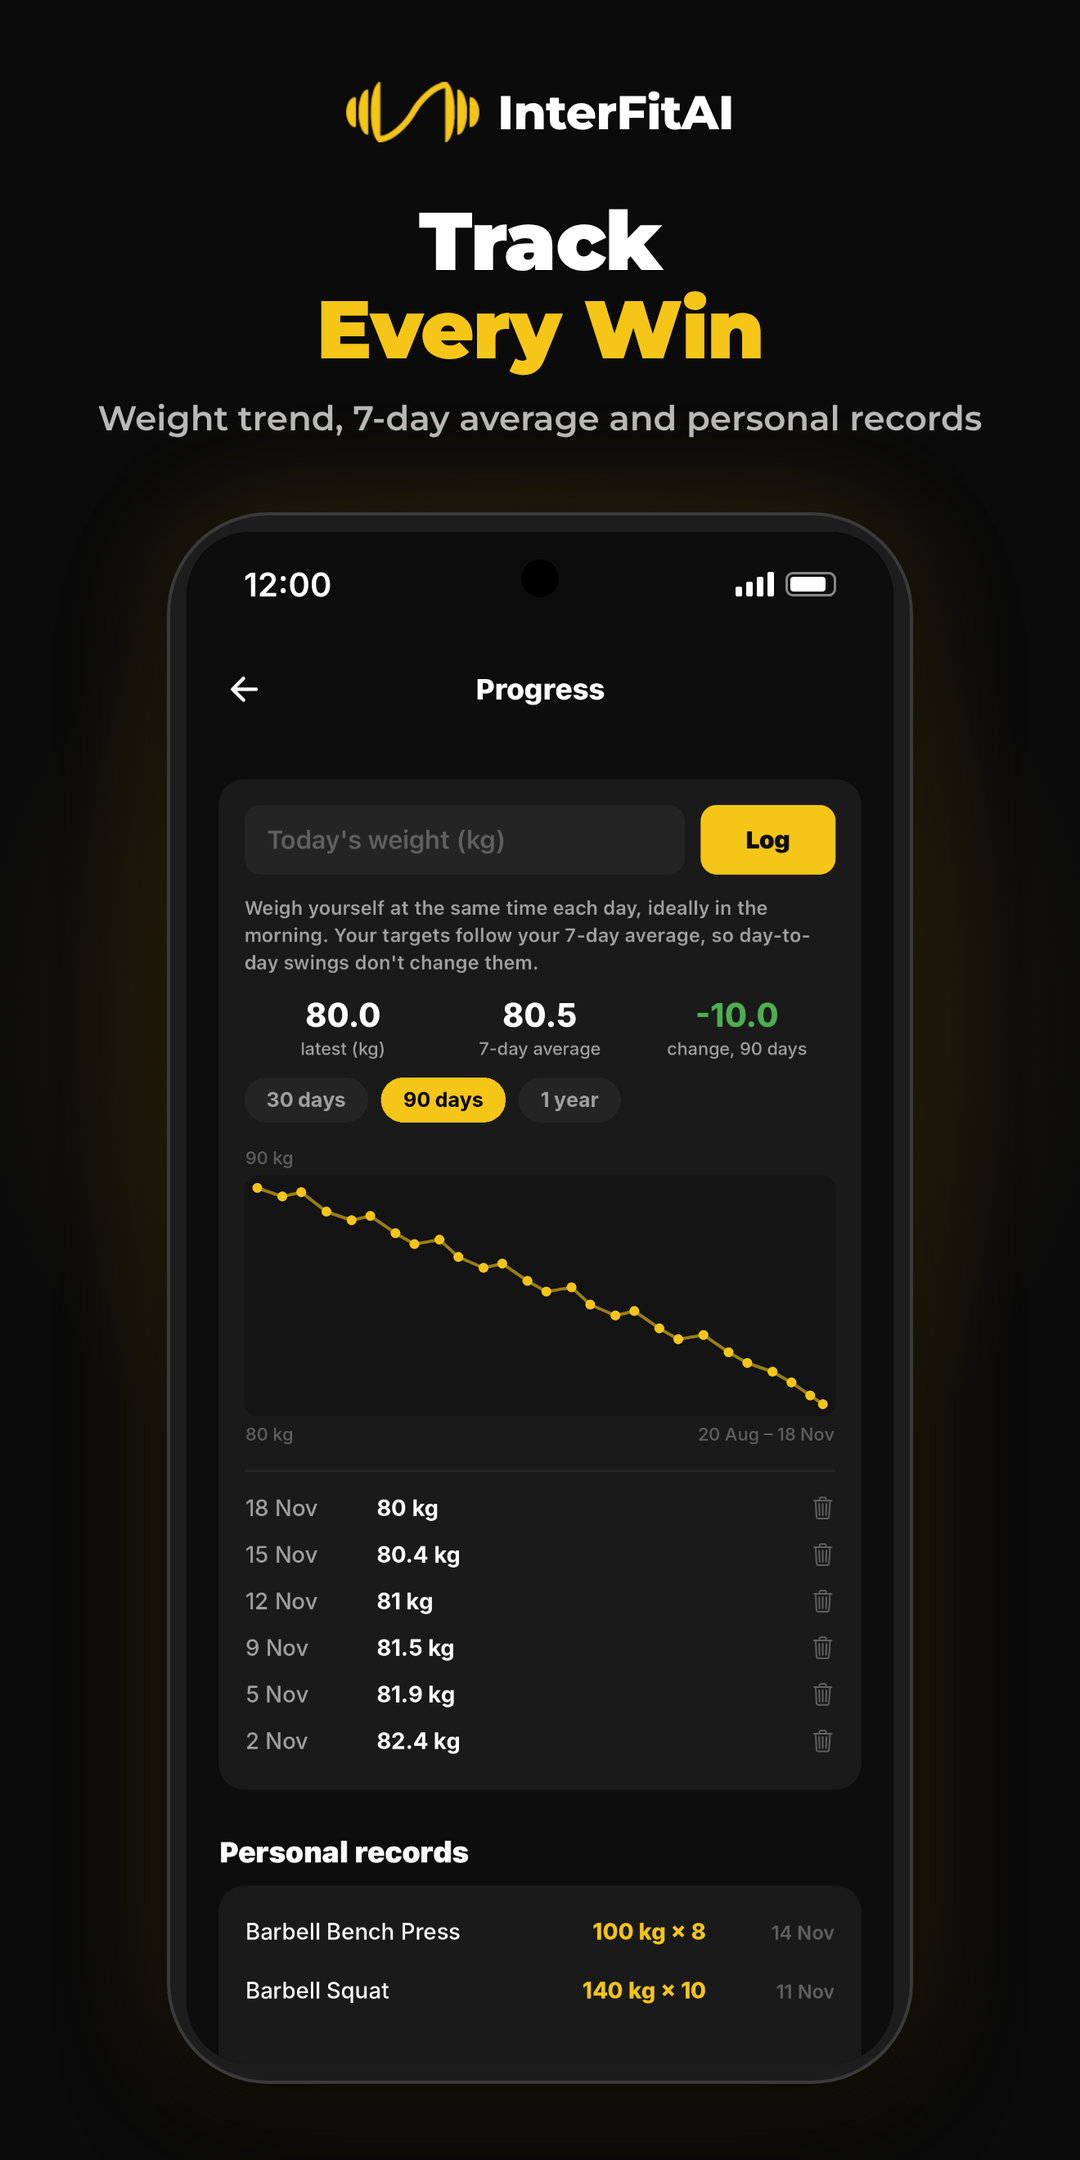 InterFitAI
Track
Every Win
Weight trend, 7-day average and personal records
12:00
Progress
Today's weight (kg)
Log
Weigh yourself at the same time each day, ideally in the
morning. Your targets follow your 7-day average, so day-to-
day swings don't change them.
80.0 80.5 -10.0
latest (kg) 7-day average change, 90 days
30 days 90 days 1 year
90 kg
80 kg 20 Aug – 18 Nov
18 Nov 80 kg
15 Nov 80.4 kg
12 Nov 81 kg
9 Nov 81.5 kg
5 Nov 81.9 kg
2 Nov 82.4 kg
Personal records
Barbell Bench Press 100 kg × 8 14 Nov
Barbell Squat 140 kg × 10 11 Nov